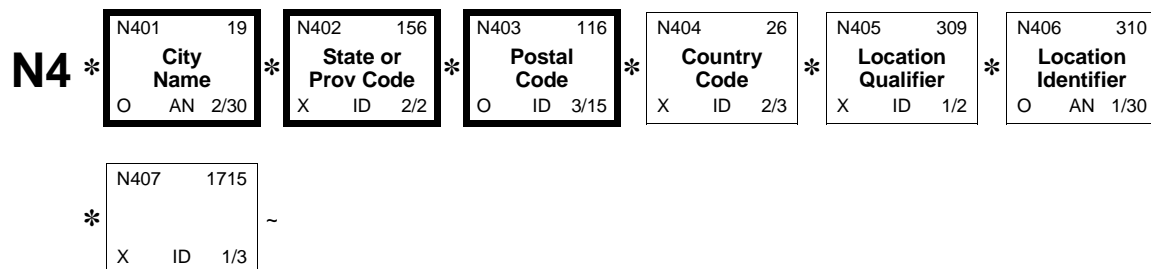 N401 19 N402 156 N403 116 N404 26 N405 309 N406 310
N4 * City Name * State or Prov Code * Postal Code * Country Code * Location Qualifier * Location Identifier
O AN 2/30 X ID 2/2 O ID 3/15 X ID 2/3 X ID 1/2 O AN 1/30
N407 1715
* ~
X ID 1/3